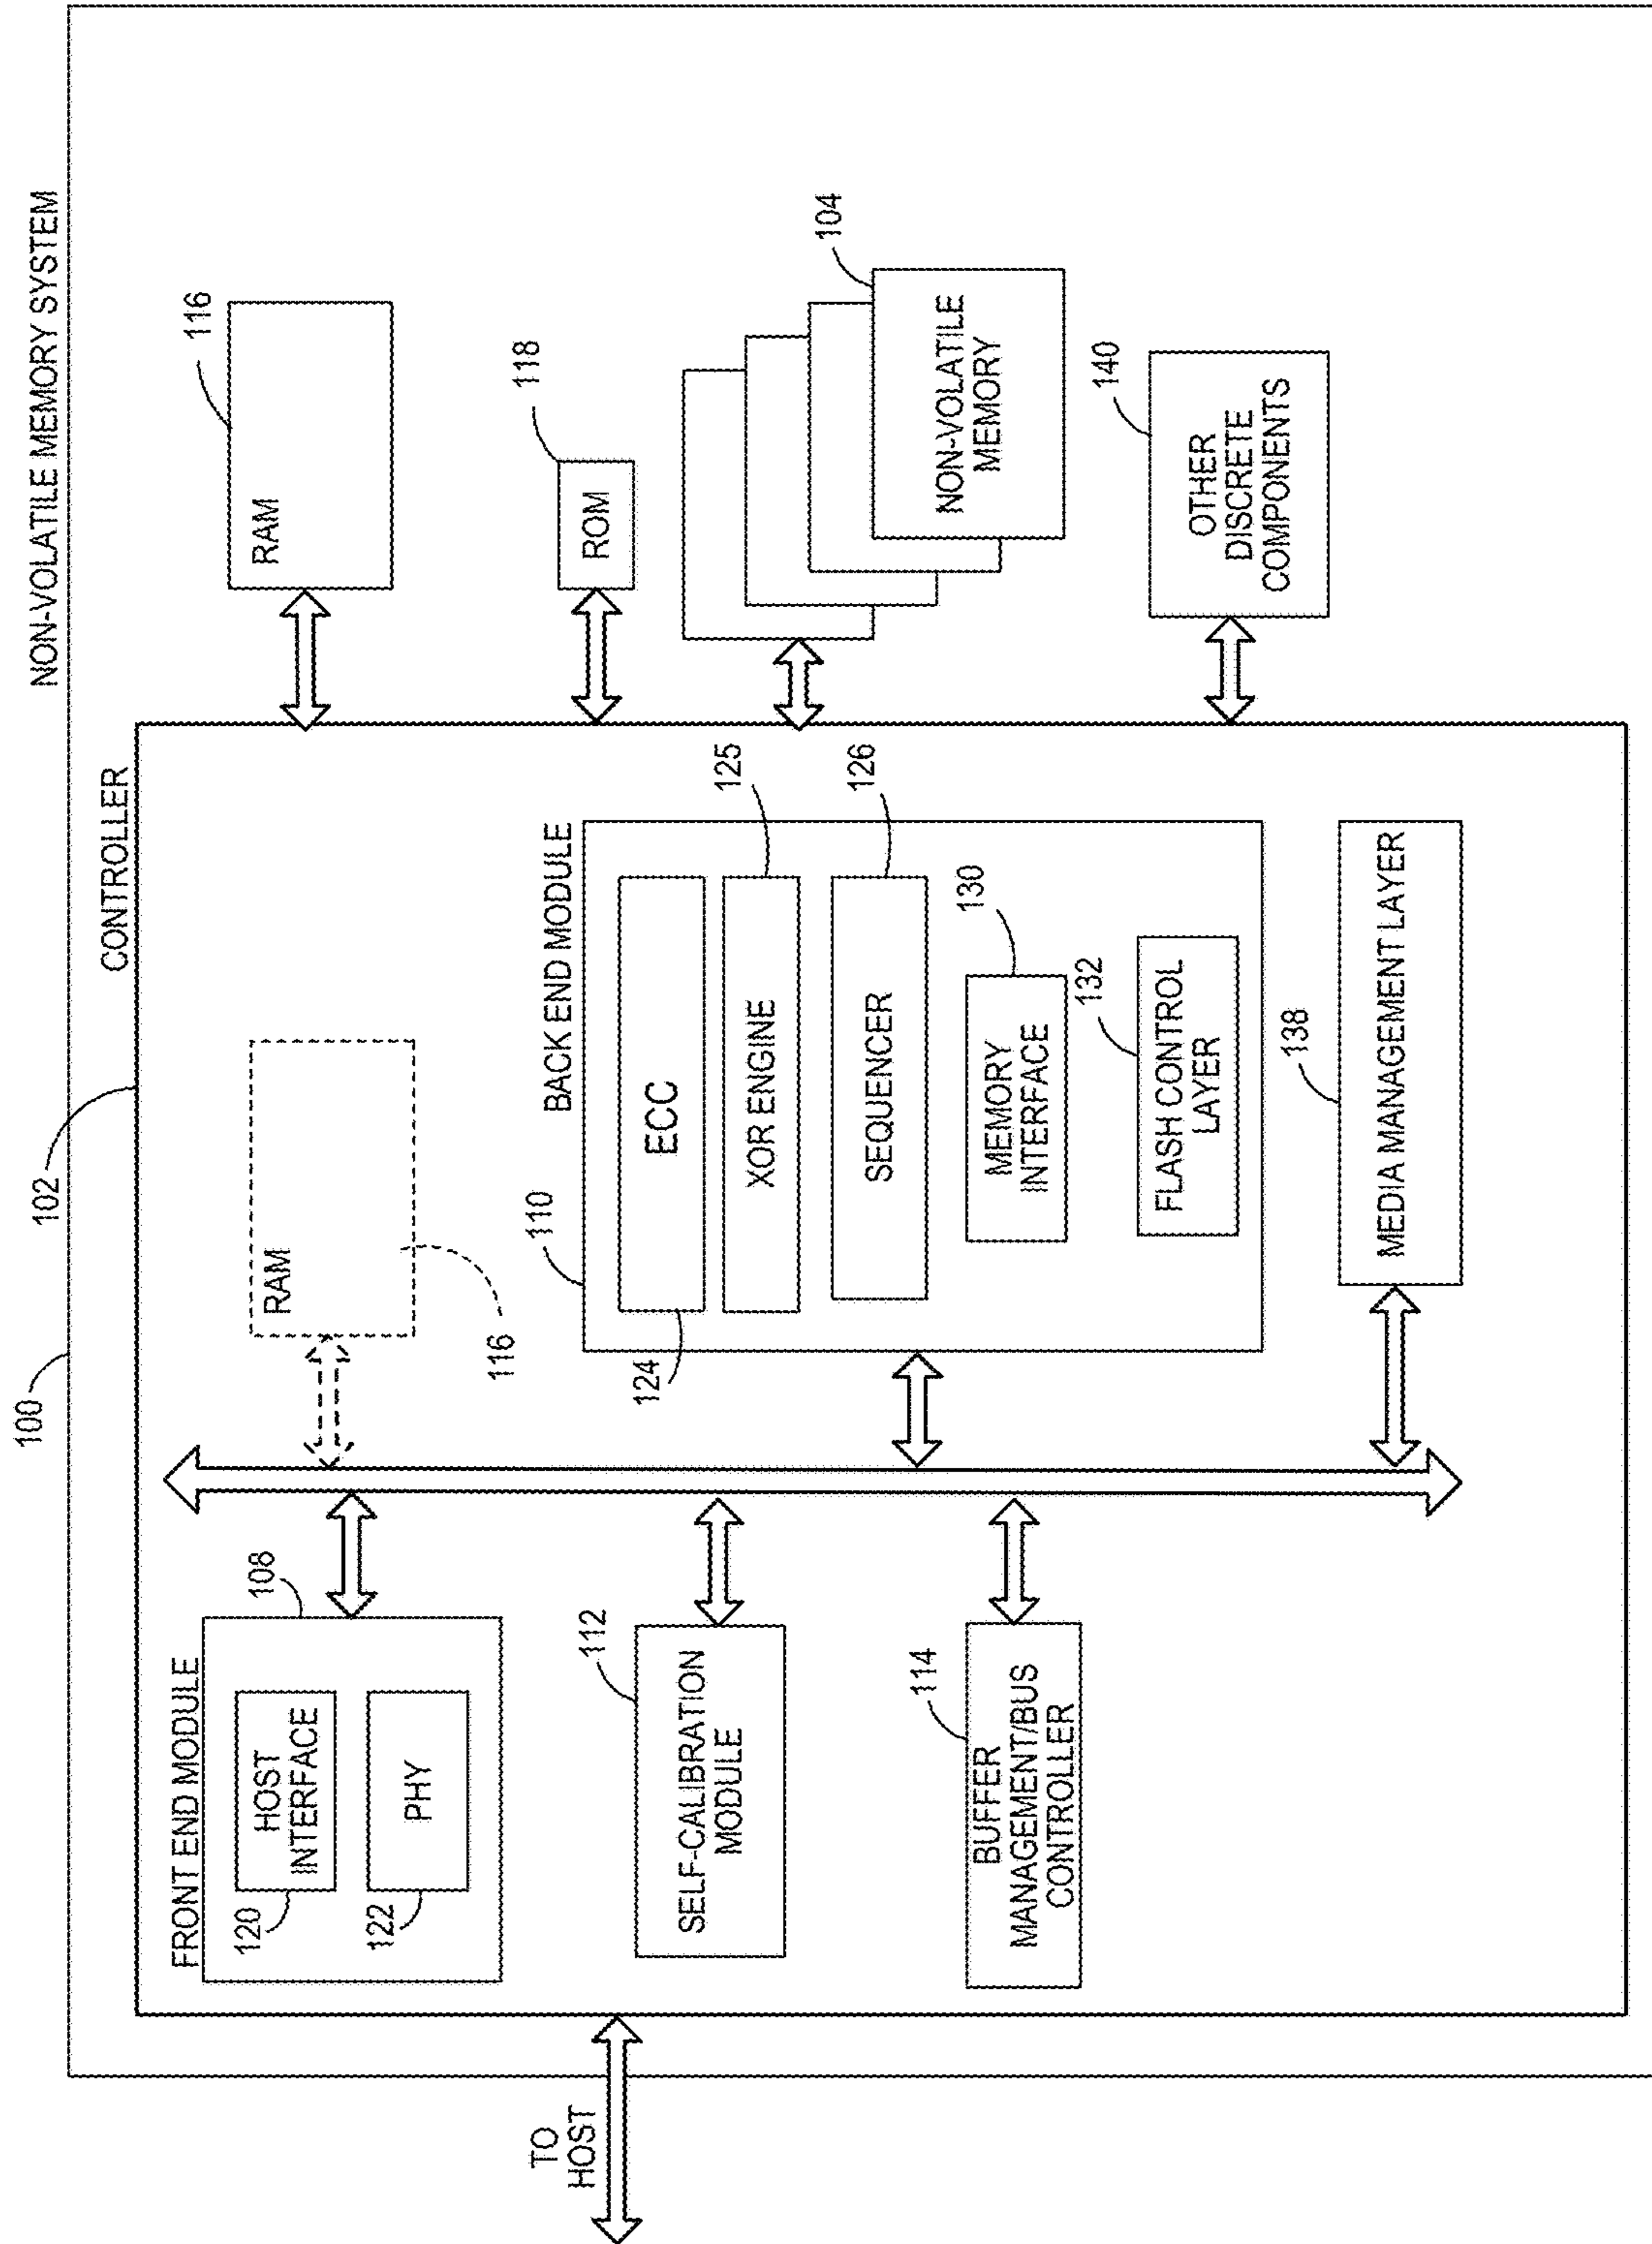 NON-VOLATILE MEMORY SYSTEM
100
102
CONTROLLER
FRONT END MODULE
108
HOST
INTERFACE
120
PHY
122
RAM
116
RAM
116
TO
HOST
SELF-CALIBRATION
MODULE
112
BACK END MODULE
110
ECC
124
XOR ENGINE
125
SEQUENCER
126
MEMORY
INTERFACE
130
FLASH CONTROL
LAYER
132
ROM
118
NON-VOLATILE
MEMORY
104
BUFFER
MANAGEMENT/BUS
CONTROLLER
114
MEDIA MANAGEMENT LAYER
138
OTHER
DISCRETE
COMPONENTS
140